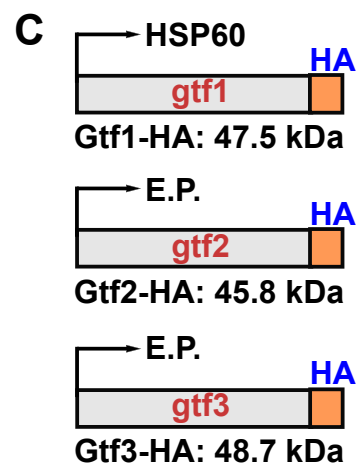 C
HSP60
HA
gtf1
Gtf1-HA: 47.5 kDa
E.P.
HA
gtf2
Gtf2-HA: 45.8 kDa
E.P.
HA
gtf3
Gtf3-HA: 48.7 kDa